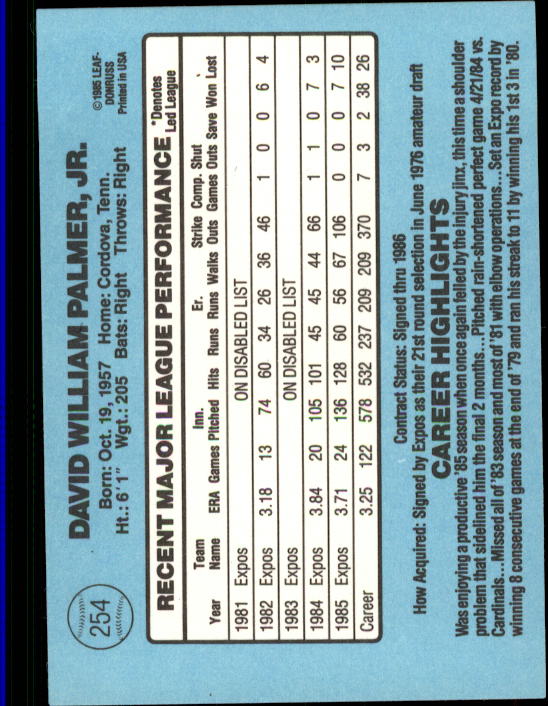 254
DAVID WILLIAM PALMER, JR.
©1985 LEAF-
DONRUSS
Printed in USA
Born: Oct. 19, 1957 Home: Cordova, Tenn.
Ht.: 6'1" Wgt.: 205 Bats: Right Throws: Right
RECENT MAJOR LEAGUE PERFORMANCE *Denotes Led League
Team Inn. Er. Strike Comp. Shut
Year Name ERA Games Pitched Hits Runs Runs Walks Outs Games Outs Save Won Lost
1981 Expos ON DISABLED LIST
1982 Expos 3.18 13 74 60 34 26 36 46 1 0 0 6 4
1983 Expos ON DISABLED LIST
1984 Expos 3.84 20 105 101 45 45 44 66 1 1 0 7 3
1985 Expos 3.71 24 136 128 60 56 67 106 0 0 0 7 10
Career 3.25 122 578 532 237 209 209 370 7 3 2 38 26
Contract Status: Signed thru 1986
How Acquired: Signed by Expos as their 21st round selection in June 1976 amateur draft
CAREER HIGHLIGHTS
Was enjoying a productive '85 season when once again felled by the injury jinx, this time a shoulder
problem that sidelined him the final 2 months...Pitched rain-shortened perfect game 4/21/84 vs.
Cardinals...Missed all of '83 season and most of '81 with elbow operations...Set an Expo record by
winning 8 consecutive games at the end of '79 and ran his streak to 11 by winning his 1st 3 in '80.